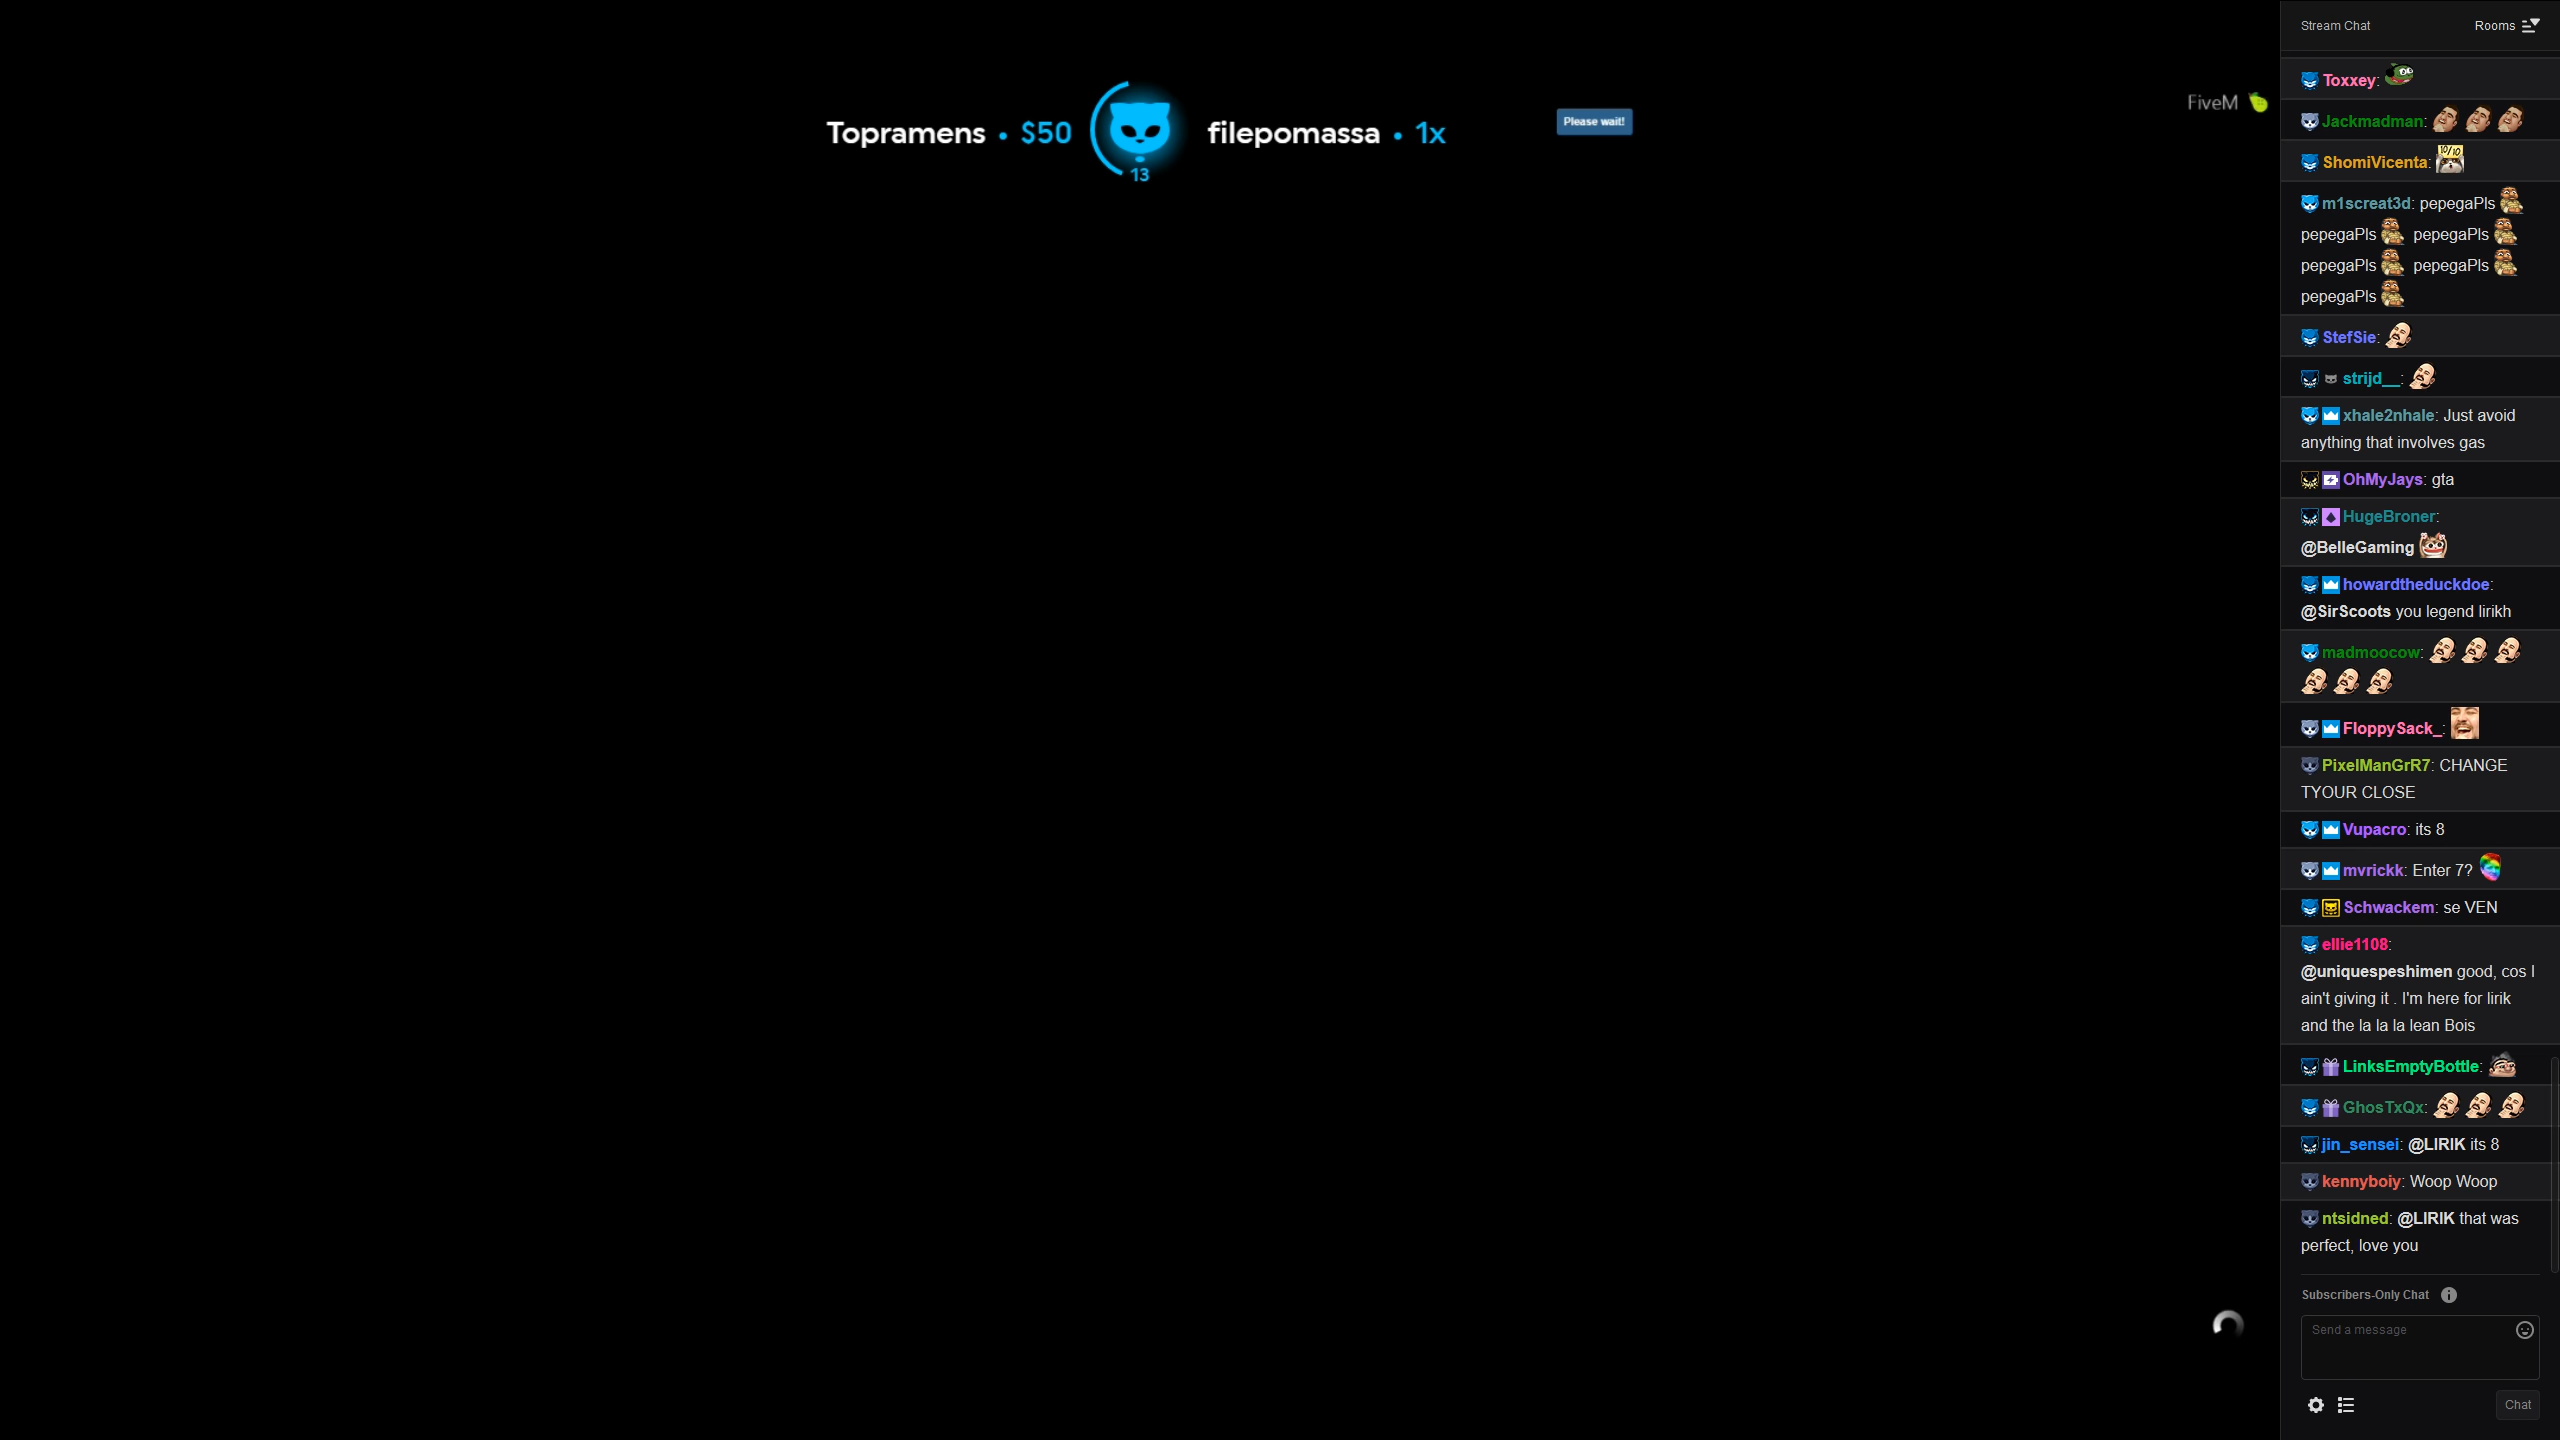 Topramens • $50
13
filepomassa • 1x
Please wait!
FiveM
Stream Chat
Rooms
Toxxey:
Jackmadman:
ShomiVicenta:
10/10
m1screat3d: pepegaPls
pepegaPls pepegaPls
pepegaPls pepegaPls
pepegaPls
StefSie:
strijd__:
xhale2nhale: Just avoid
anything that involves gas
OhMyJays: gta
HugeBroner:
@BelleGaming
howardtheduckdoe:
@SirScoots you legend lirikh
madmoocow:
FloppySack_:
PixelManGrR7: CHANGE
TYOUR CLOSE
Vupacro: its 8
mvrickk: Enter 7?
Schwackem: se VEN
ellie1108:
@uniquespeshimen good, cos I
ain't giving it . I'm here for lirik
and the la la la lean Bois
LinksEmptyBottle:
GhosTxQx:
jin_sensei: @LIRIK its 8
kennyboiy: Woop Woop
ntsidned: @LIRIK that was
perfect, love you
Subscribers-Only Chat
Send a message
Chat